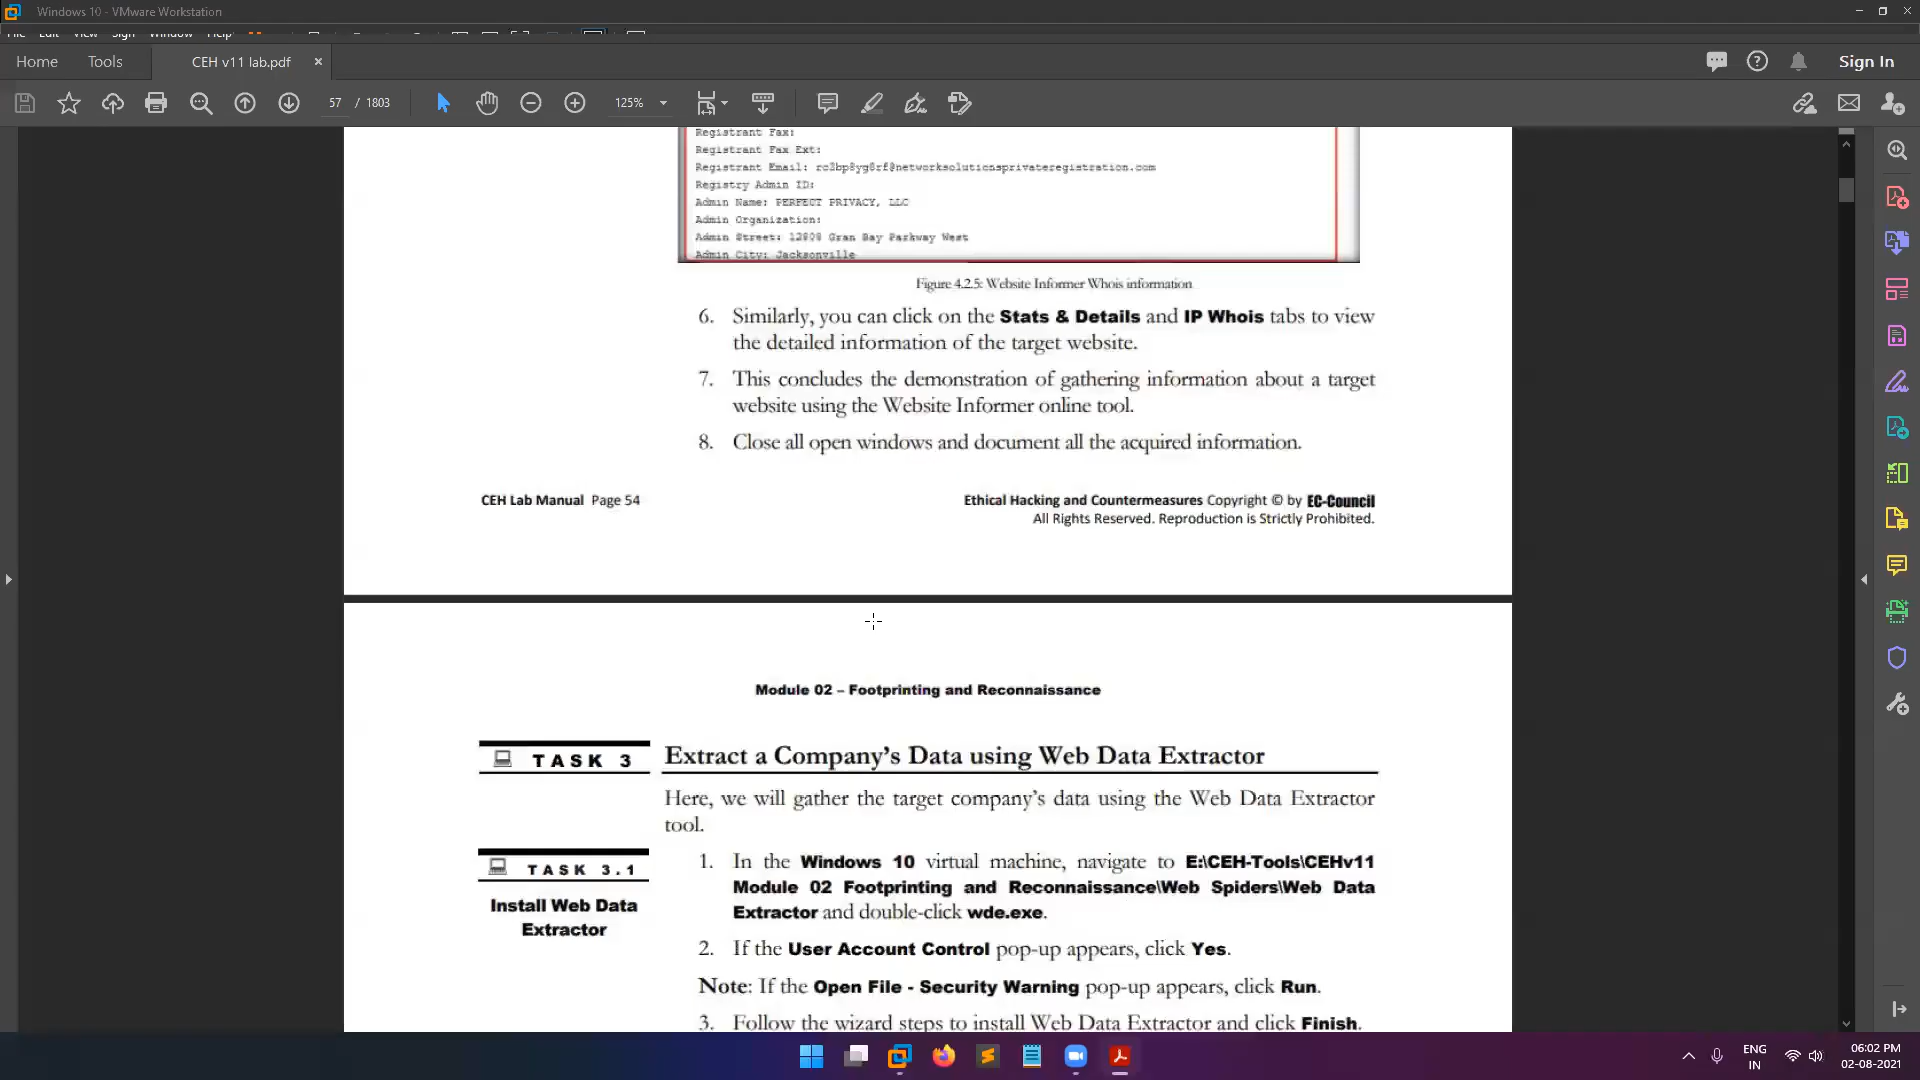 Windows 10 - VMware Workstation
File Edit View Sign Window Help
Home Tools CEH v11 lab.pdf Sign In
57 / 1803 125%
Registrant Fax:
Registrant Fax Ext:
Registrant Email: rc3bp8yg8rf@networksolutionsprivateregistration.com
Registry Admin ID:
Admin Name: PERFECT PRIVACY, LLC
Admin Organization:
Admin Street: 12808 Gran Bay Parkway West
Admin City: Jacksonville
Figure 4.2.5: Website Informer Whois information
6. Similarly, you can click on the Stats & Details and IP Whois tabs to view
the detailed information of the target website.
7. This concludes the demonstration of gathering information about a target
website using the Website Informer online tool.
8. Close all open windows and document all the acquired information.
CEH Lab Manual Page 54
Ethical Hacking and Countermeasures Copyright © by EC-Council
All Rights Reserved. Reproduction is Strictly Prohibited.
Module 02 – Footprinting and Reconnaissance
TASK 3
Extract a Company’s Data using Web Data Extractor
Here, we will gather the target company’s data using the Web Data Extractor
tool.
TASK 3.1
Install Web Data
Extractor
1. In the Windows 10 virtual machine, navigate to E:\CEH-Tools\CEHv11
Module 02 Footprinting and Reconnaissance\Web Spiders\Web Data
Extractor and double-click wde.exe.
2. If the User Account Control pop-up appears, click Yes.
Note: If the Open File - Security Warning pop-up appears, click Run.
3. Follow the wizard steps to install Web Data Extractor and click Finish.
ENG
IN
06:02 PM
02-08-2021